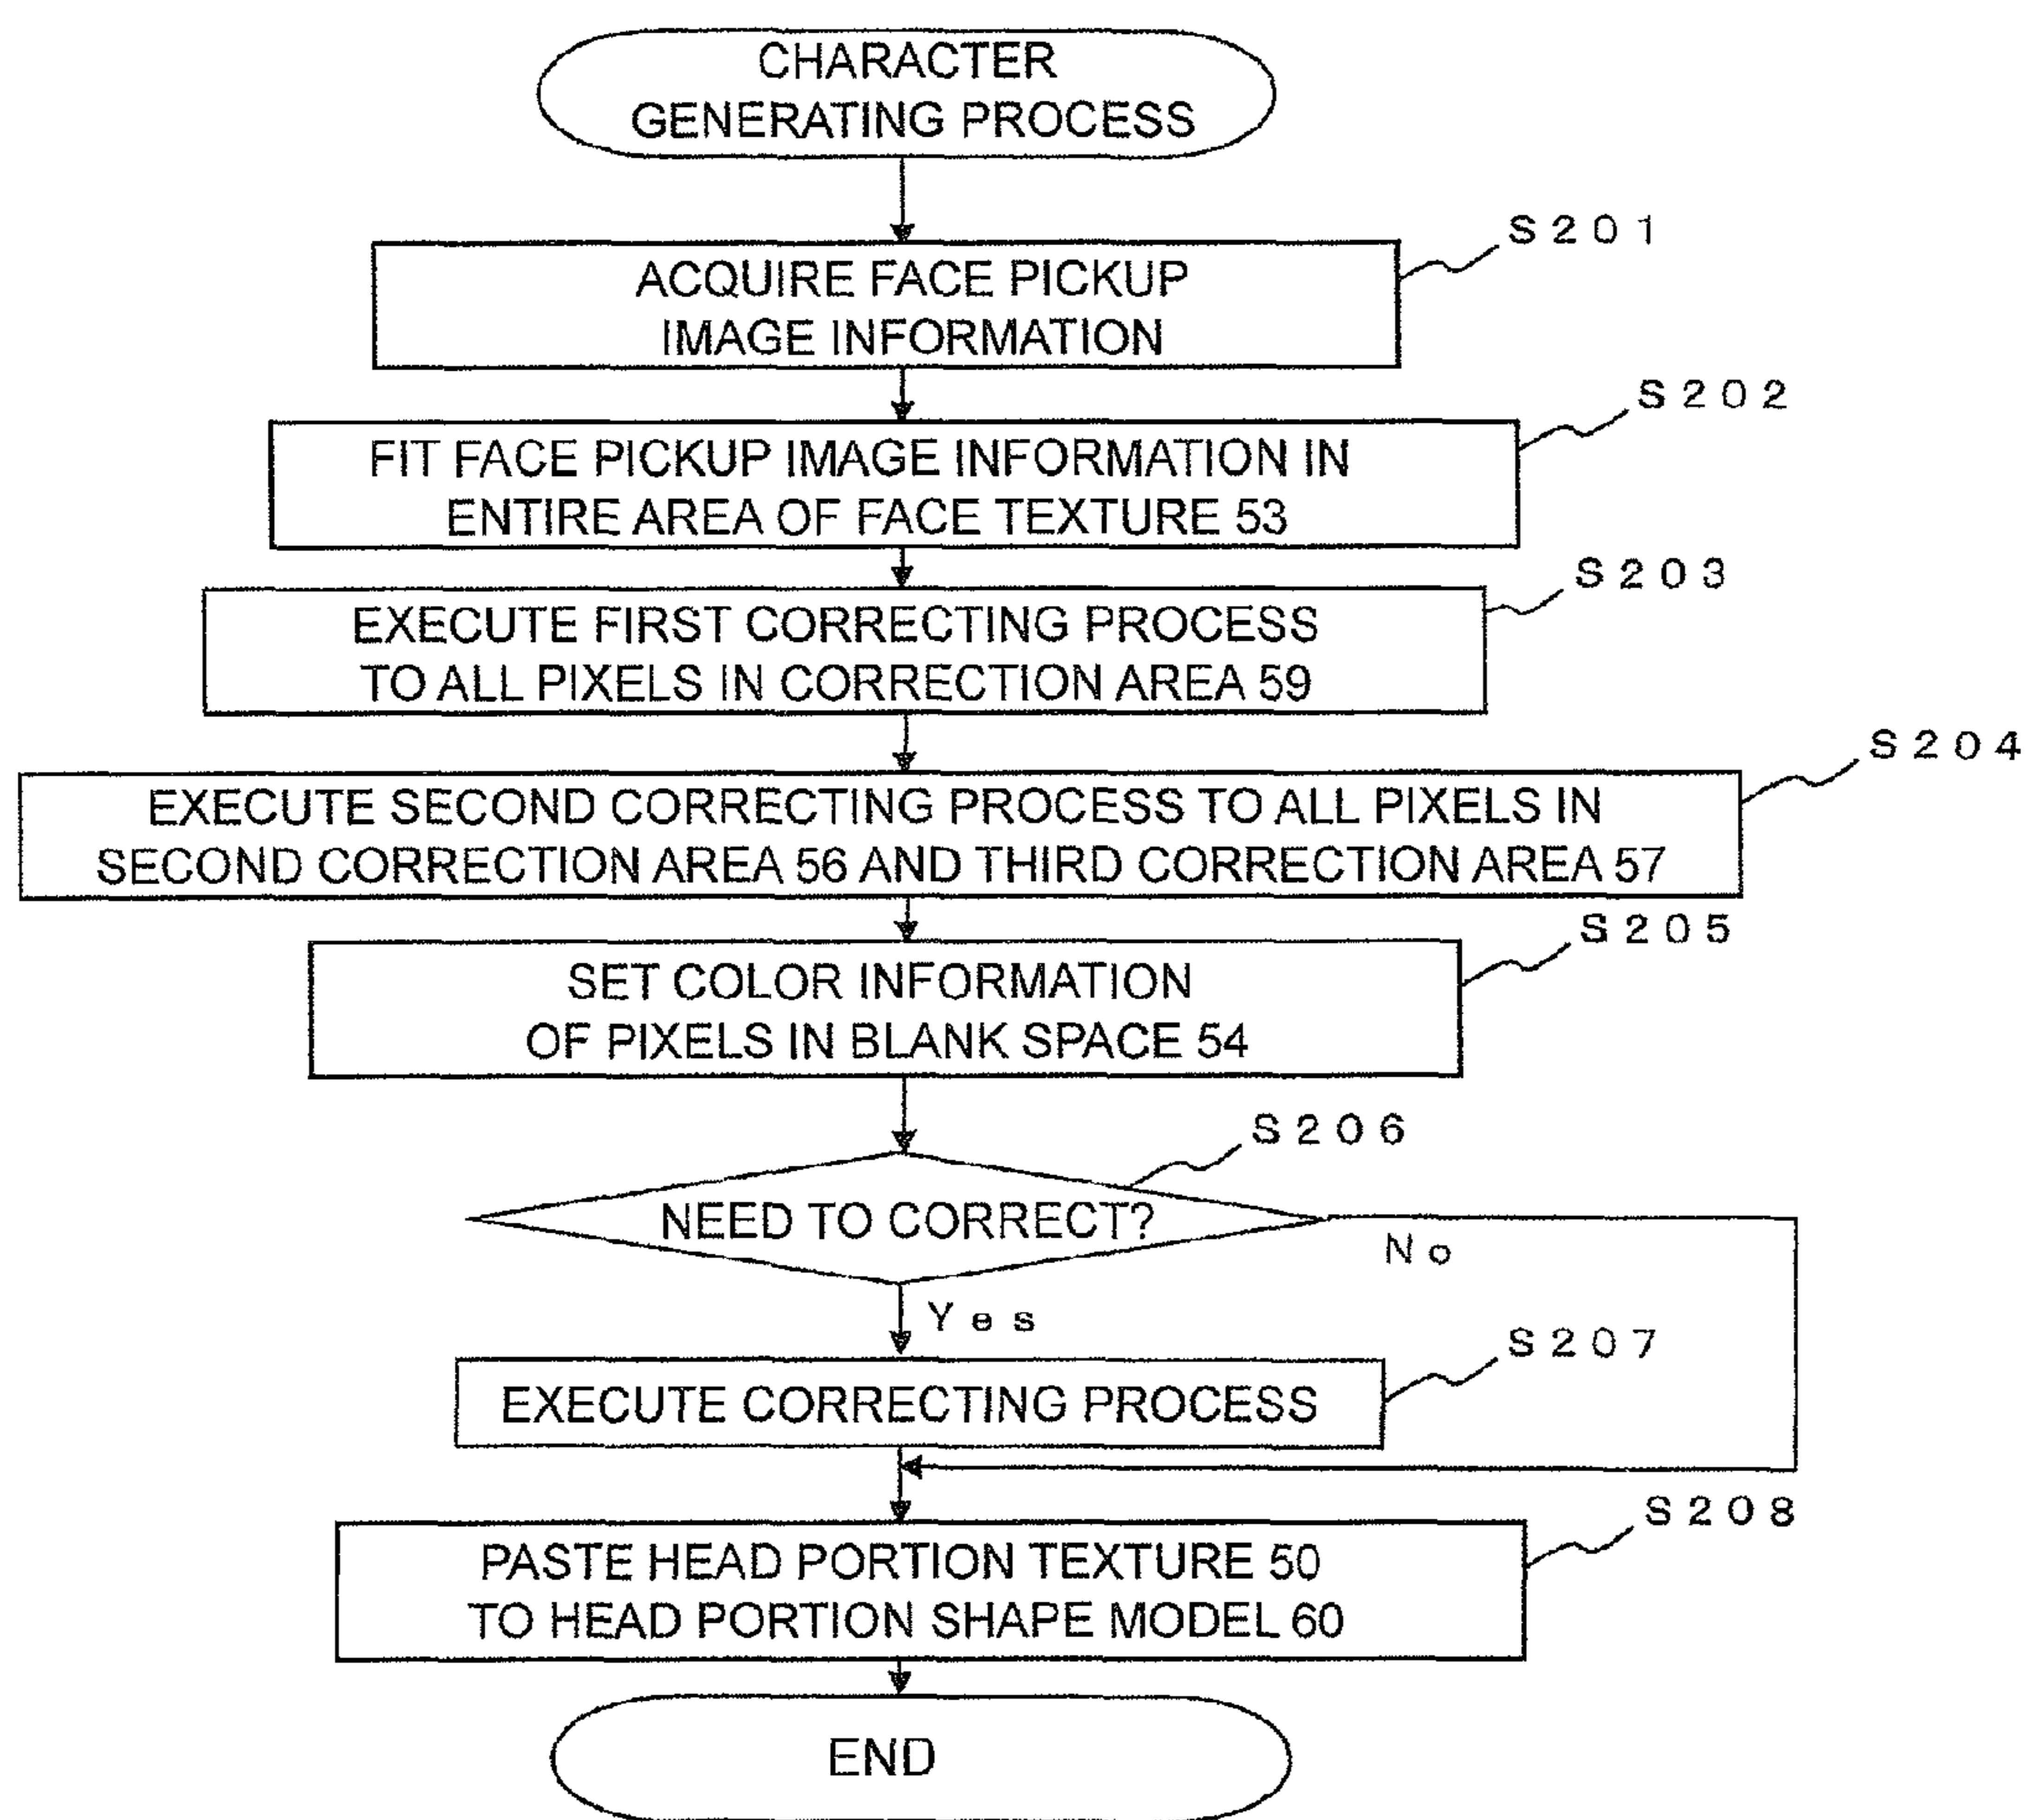 CHARACTER
GENERATING PROCESS
S201
ACQUIRE FACE PICKUP
IMAGE INFORMATION
S202
FIT FACE PICKUP IMAGE INFORMATION IN
ENTIRE AREA OF FACE TEXTURE 53
S203
EXECUTE FIRST CORRECTING PROCESS
TO ALL PIXELS IN CORRECTION AREA 59
S204
EXECUTE SECOND CORRECTING PROCESS TO ALL PIXELS IN
SECOND CORRECTION AREA 56 AND THIRD CORRECTION AREA 57
S205
SET COLOR INFORMATION
OF PIXELS IN BLANK SPACE 54
S206
NEED TO CORRECT?
No
Yes
S207
EXECUTE CORRECTING PROCESS
S208
PASTE HEAD PORTION TEXTURE 50
TO HEAD PORTION SHAPE MODEL 60
END